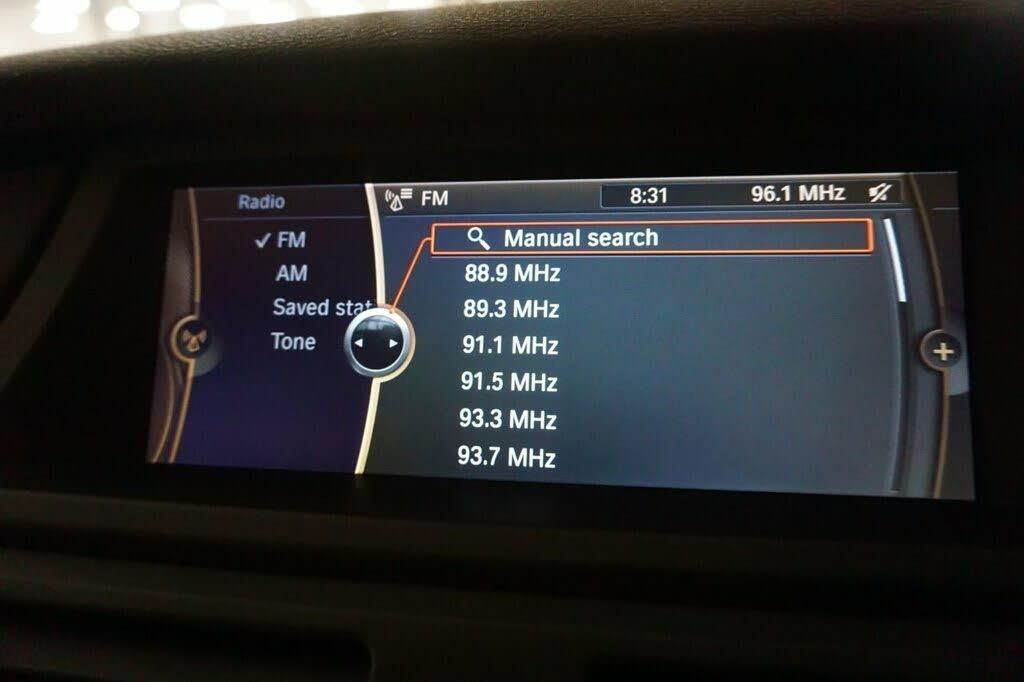 Radio
FM
8:31
96.1 MHz
FM
AM
Saved stat
Tone
Manual search
88.9 MHz
89.3 MHz
91.1 MHz
91.5 MHz
93.3 MHz
93.7 MHz